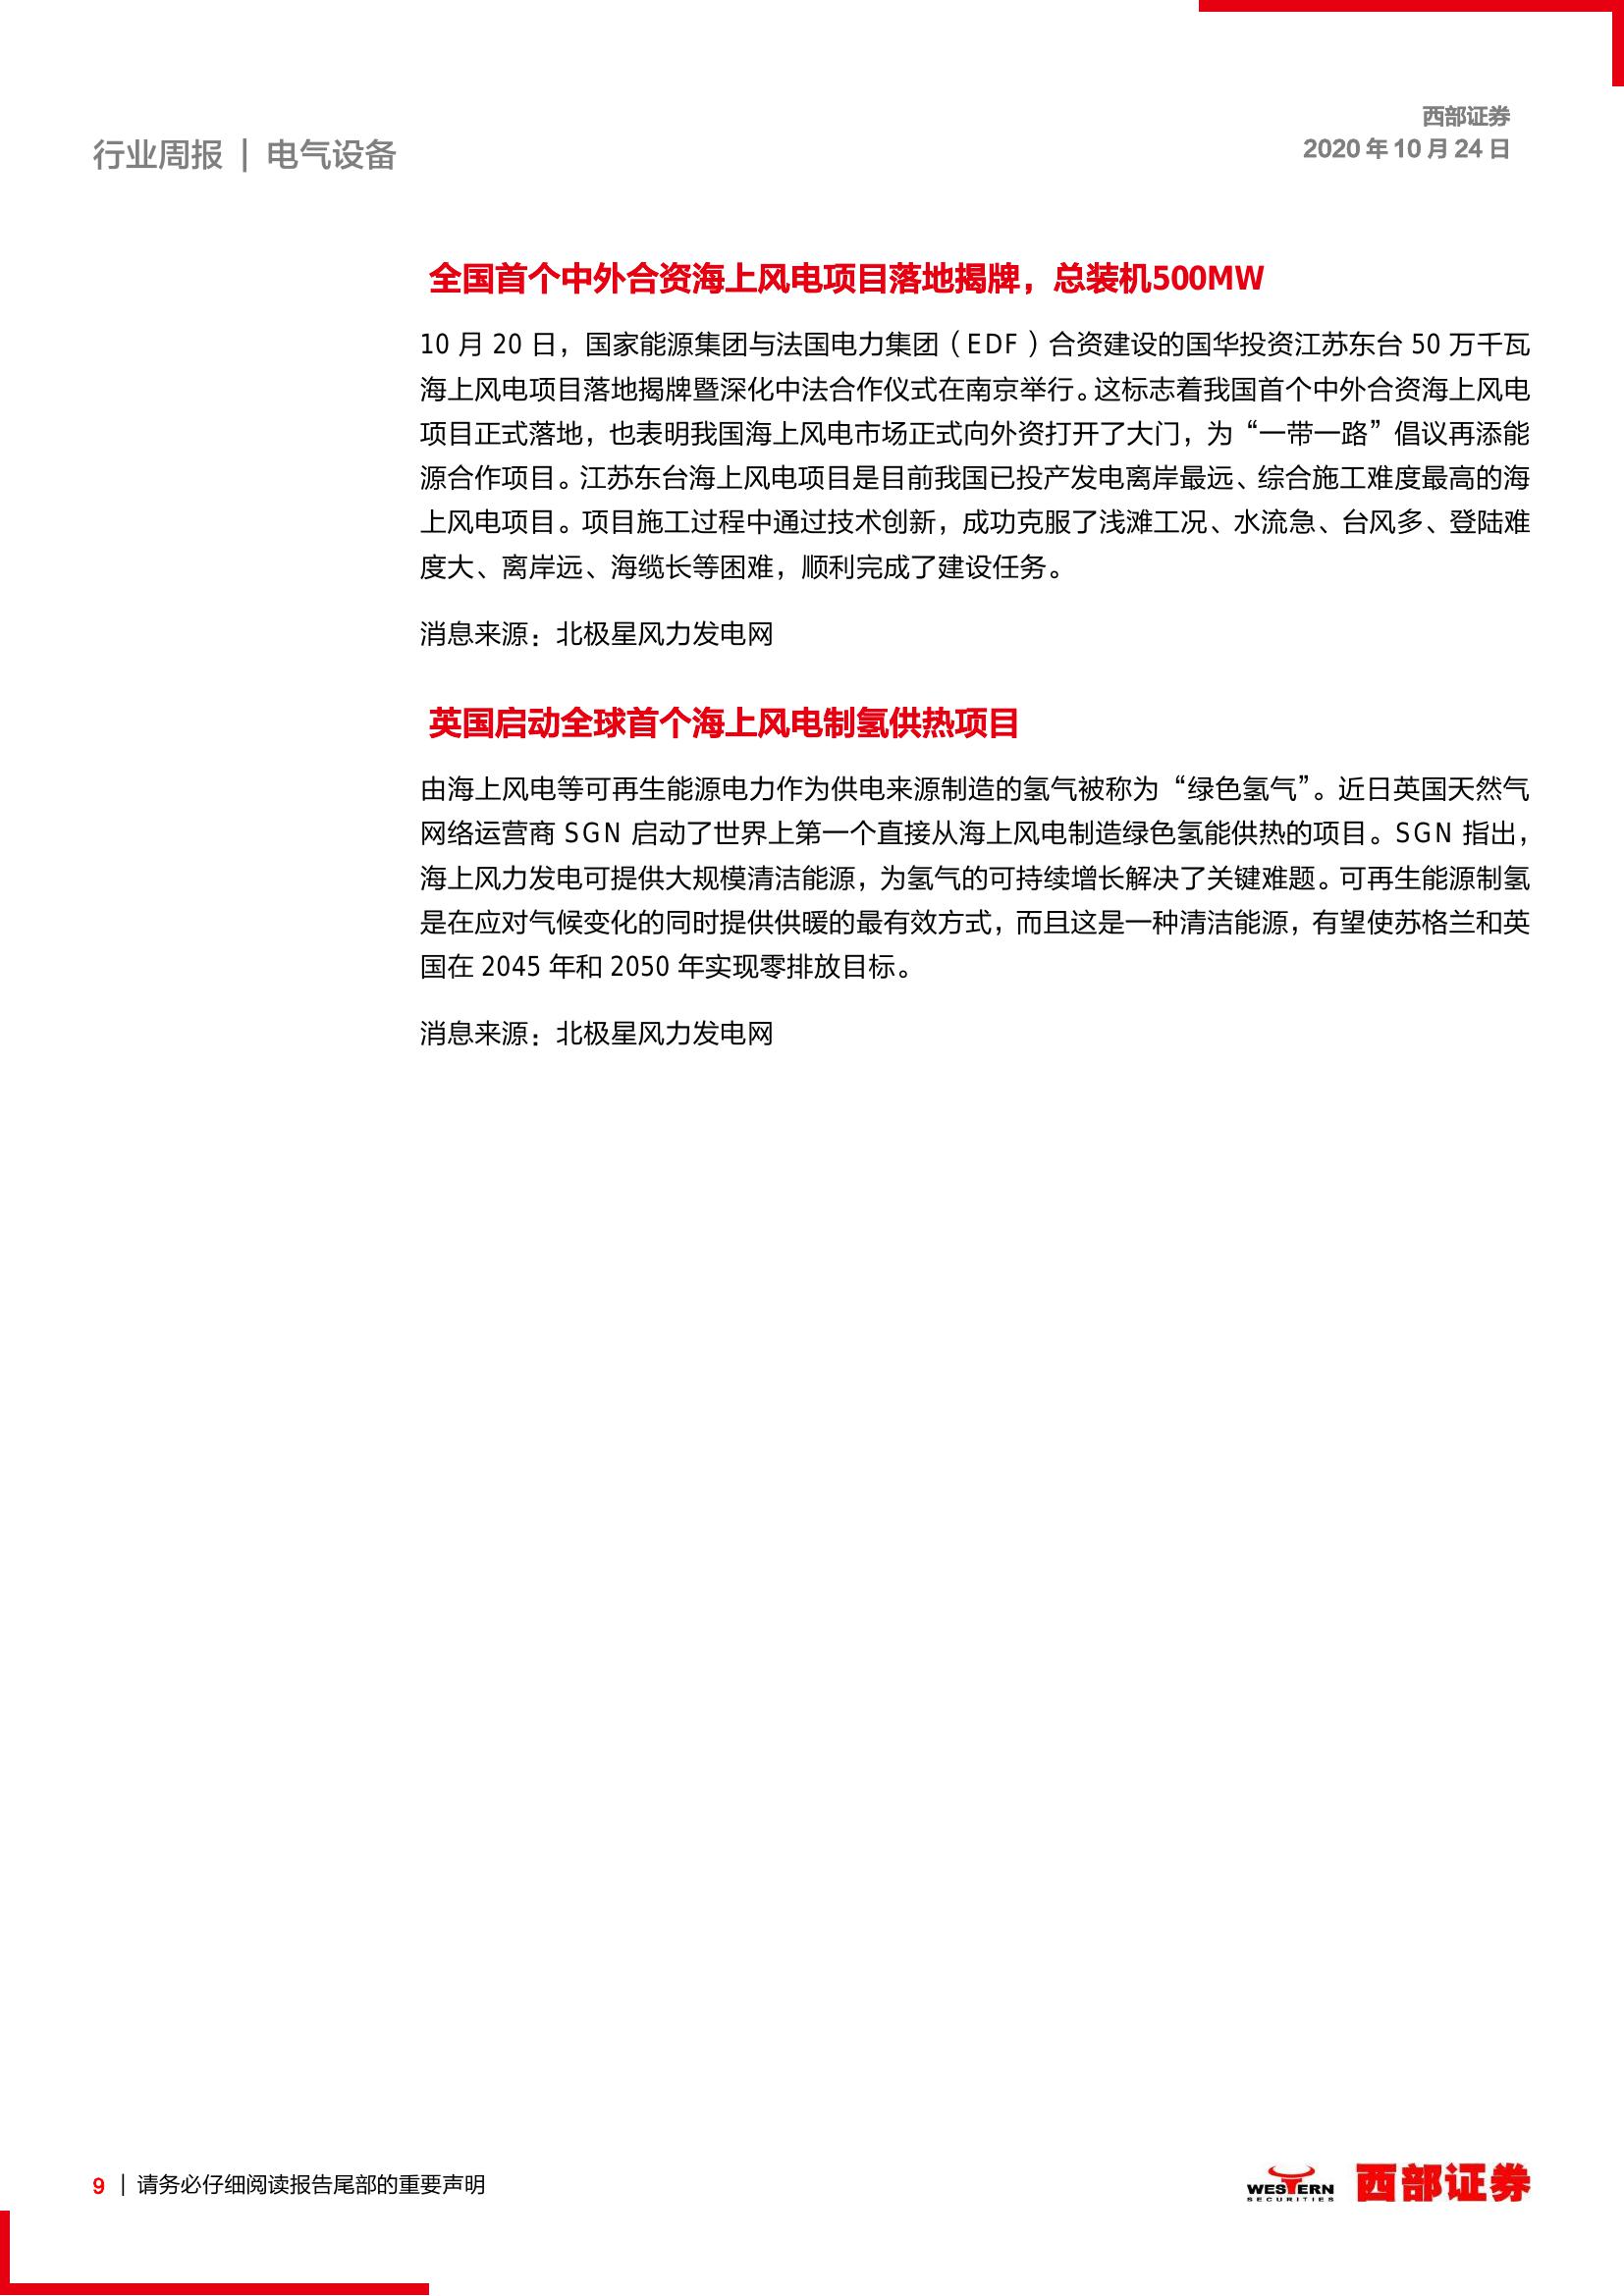 行业周报 | 电气设备
西部证券
2020 年 10 月 24 日
全国首个中外合资海上风电项目落地揭牌，总装机500MW
10 月 20 日，国家能源集团与法国电力集团（EDF）合资建设的国华投资江苏东台 50 万千瓦
海上风电项目落地揭牌暨深化中法合作仪式在南京举行。这标志着我国首个中外合资海上风电
项目正式落地，也表明我国海上风电市场正式向外资打开了大门，为“一带一路”倡议再添能
源合作项目。江苏东台海上风电项目是目前我国已投产发电离岸最远、综合施工难度最高的海
上风电项目。项目施工过程中通过技术创新，成功克服了浅滩工况、水流急、台风多、登陆难
度大、离岸远、海缆长等困难，顺利完成了建设任务。
消息来源：北极星风力发电网
英国启动全球首个海上风电制氢供热项目
由海上风电等可再生能源电力作为供电来源制造的氢气被称为“绿色氢气”。近日英国天然气
网络运营商 SGN 启动了世界上第一个直接从海上风电制造绿色氢能供热的项目。SGN 指出，
海上风力发电可提供大规模清洁能源，为氢气的可持续增长解决了关键难题。可再生能源制氢
是在应对气候变化的同时提供供暖的最有效方式，而且这是一种清洁能源，有望使苏格兰和英
国在 2045 年和 2050 年实现零排放目标。
消息来源：北极星风力发电网
9 | 请务必仔细阅读报告尾部的重要声明
WESTERN
SECURITIES
西部证券